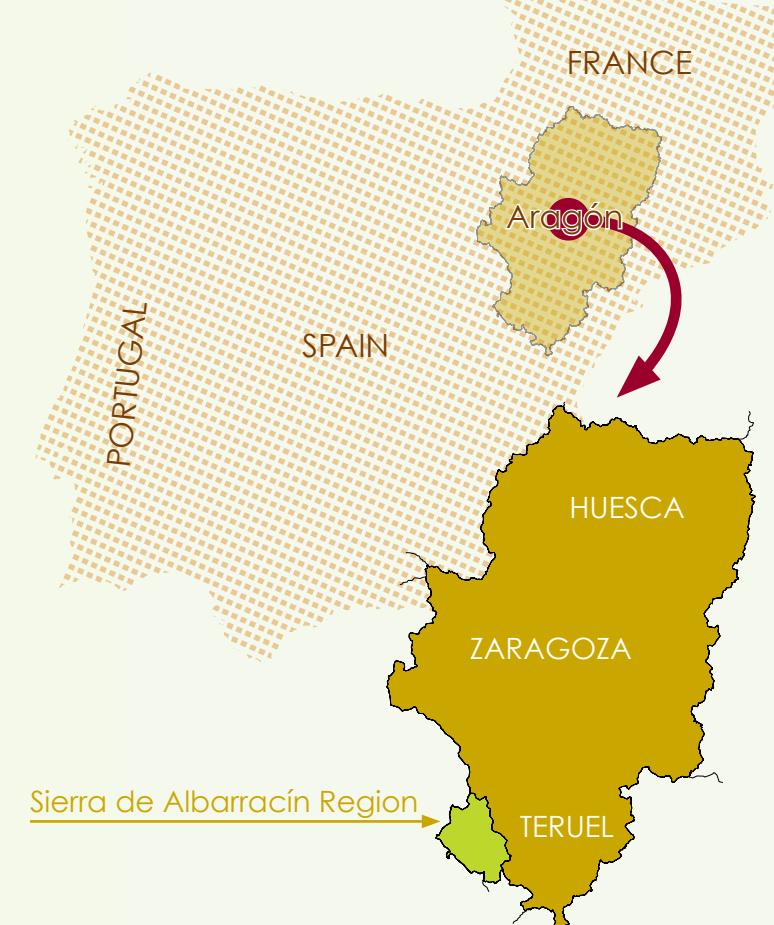 FRANCE
Aragón
PORTUGAL
SPAIN
HUESCA
ZARAGOZA
Sierra de Albarracín Region
TERUEL